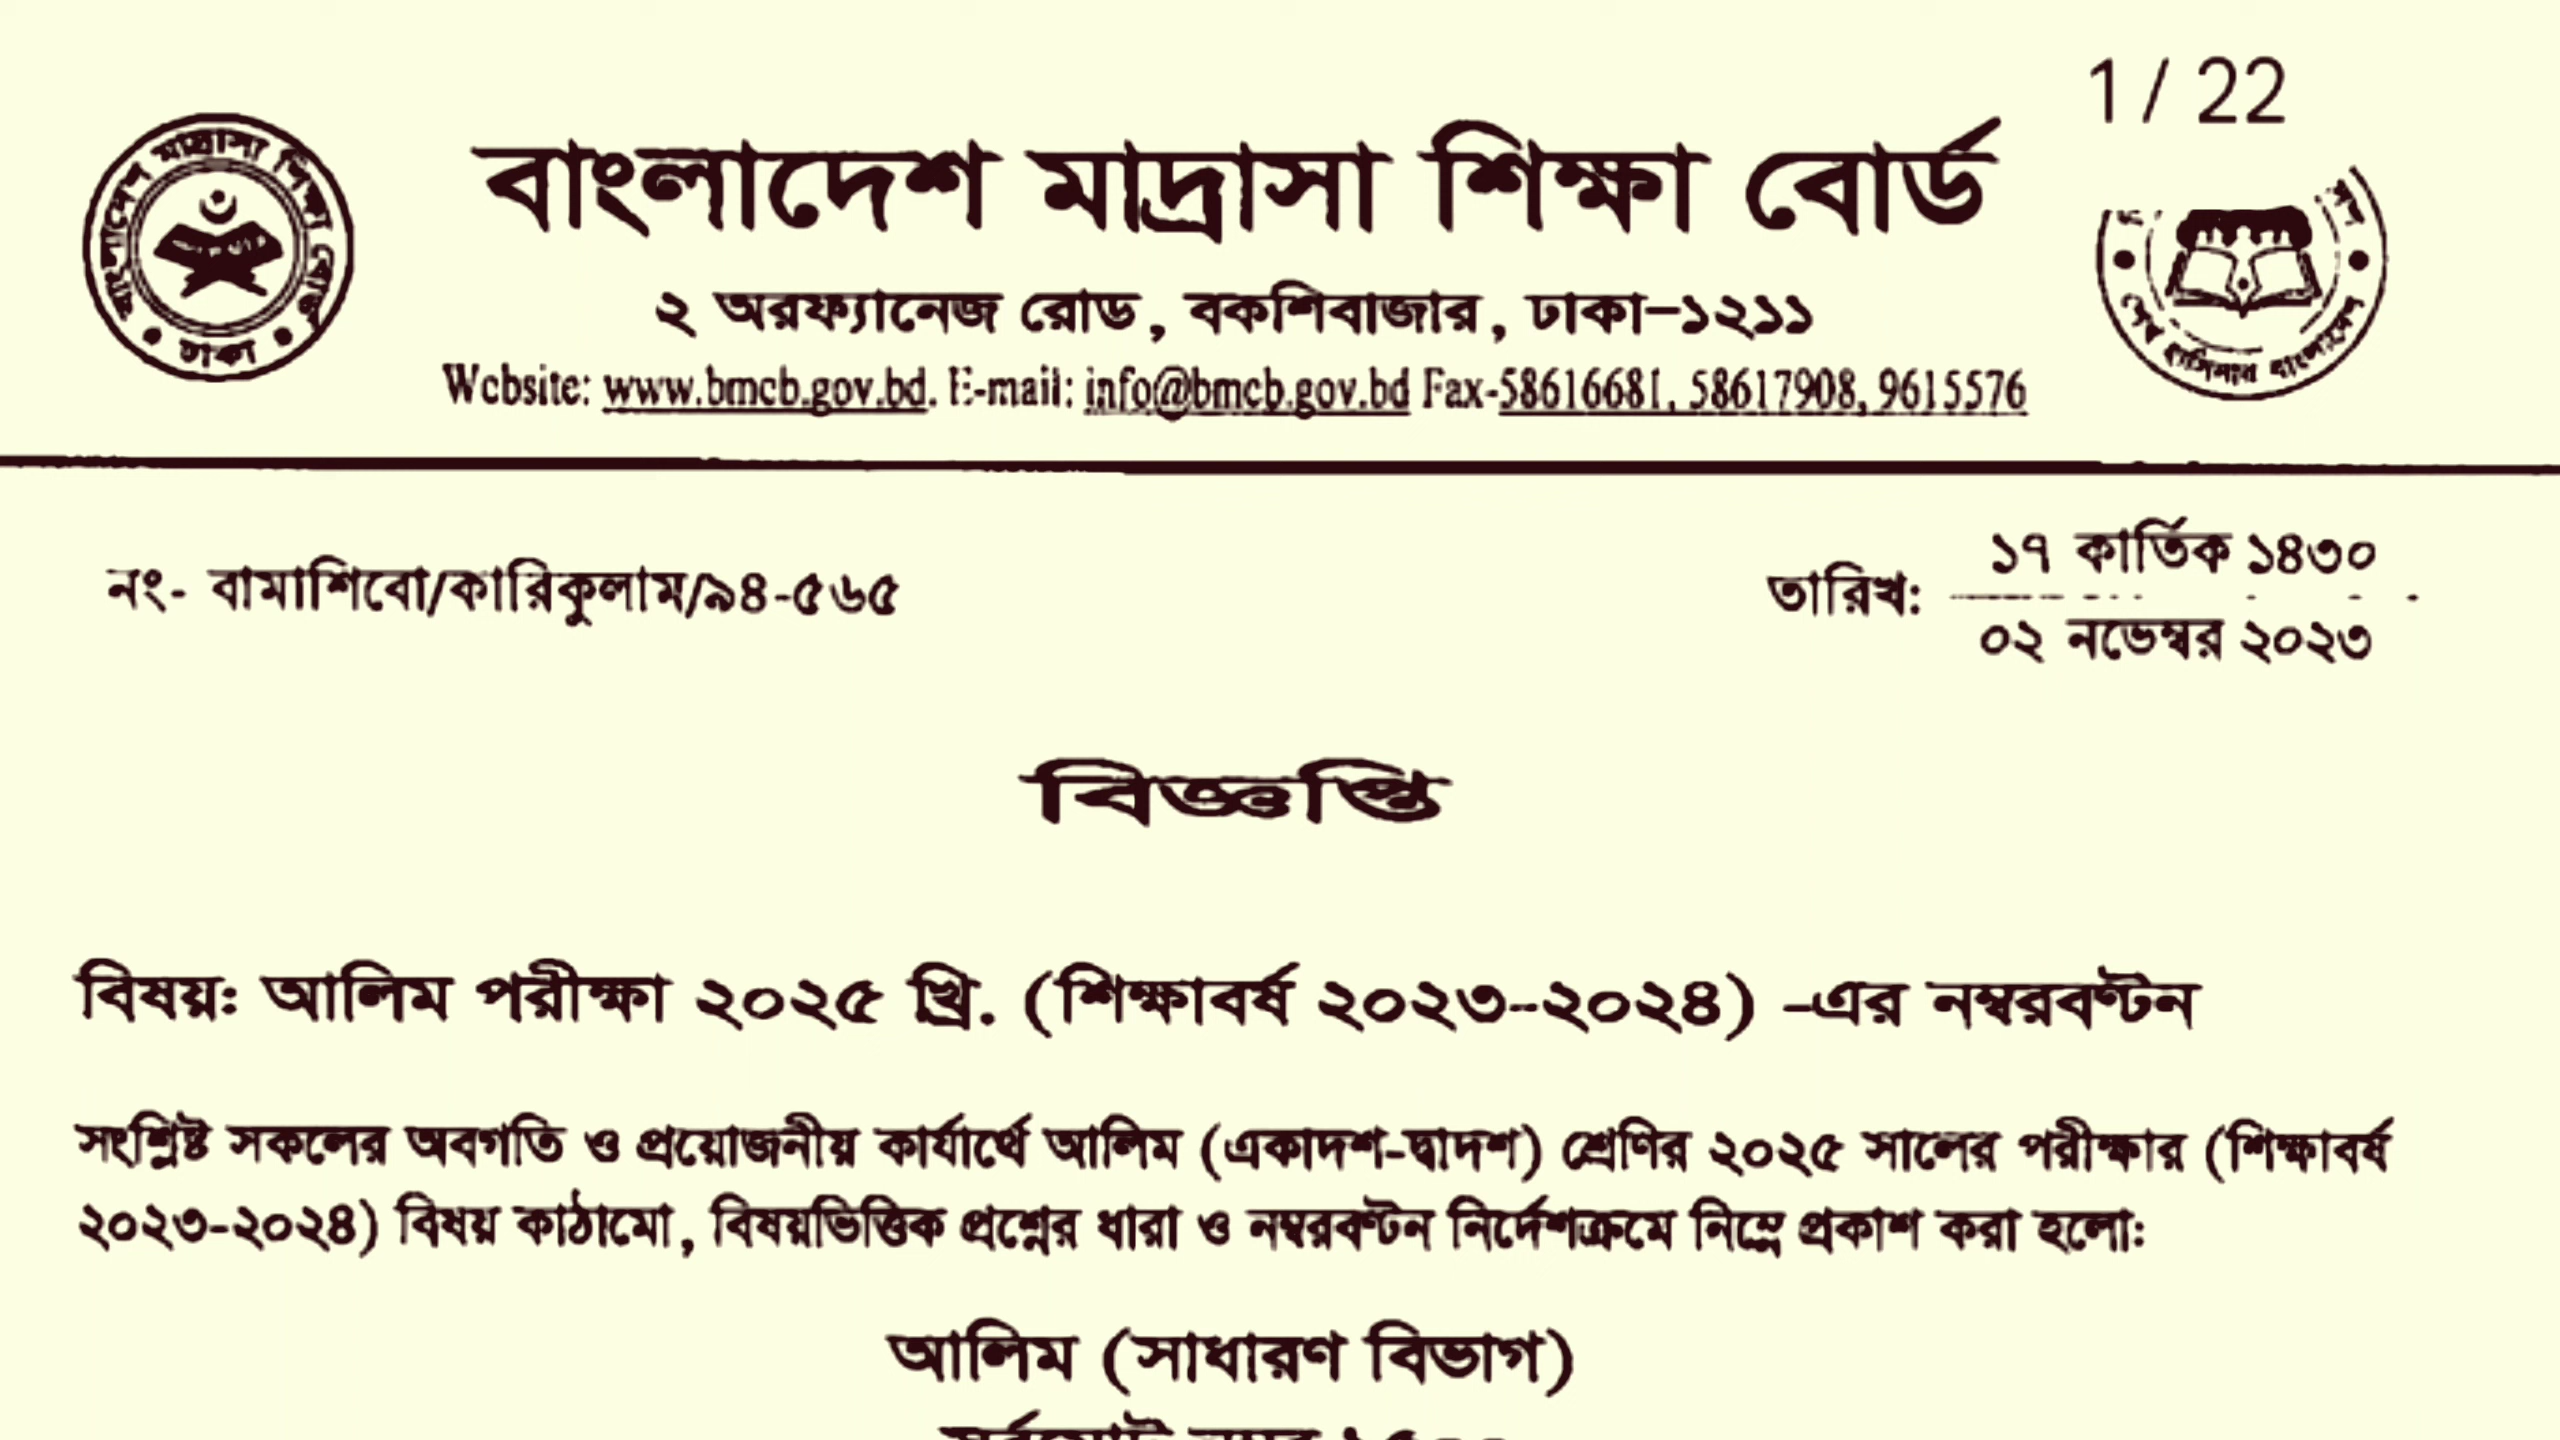 1 / 22
বাংলাদেশ মাদ্রাসা শিক্ষা বোর্ড
বাংলাদেশ মাদ্রাসা শিক্ষা বোর্ড
ঢাকা
২ অরফ্যানেজ রোড, বকশিবাজার, ঢাকা-১২১১
শেখ হাসিনার বাংলাদেশ
Website: www.bmeb.gov.bd. E-mail: info@bmeb.gov.bd Fax-58616681, 58617908, 9615576
নং- বামাশিবো/কারিকুলাম/৯৪-৫৬৫
তারিখ: ১৭ কার্তিক ১৪৩০
০২ নভেম্বর ২০২৩
বিজ্ঞপ্তি
বিষয়: আলিম পরীক্ষা ২০২৫ খ্রি. (শিক্ষাবর্ষ ২০২৩-২০২৪) -এর নম্বরবণ্টন
সংশ্লিষ্ট সকলের অবগতি ও প্রয়োজনীয় কার্যার্থে আলিম (একাদশ-দ্বাদশ) শ্রেণির ২০২৫ সালের পরীক্ষার (শিক্ষাবর্ষ
২০২৩-২০২৪) বিষয় কাঠামো, বিষয়ভিত্তিক প্রশ্নের ধারা ও নম্বরবণ্টন নির্দেশক্রমে নিম্নে প্রকাশ করা হলো:
আলিম (সাধারণ বিভাগ)